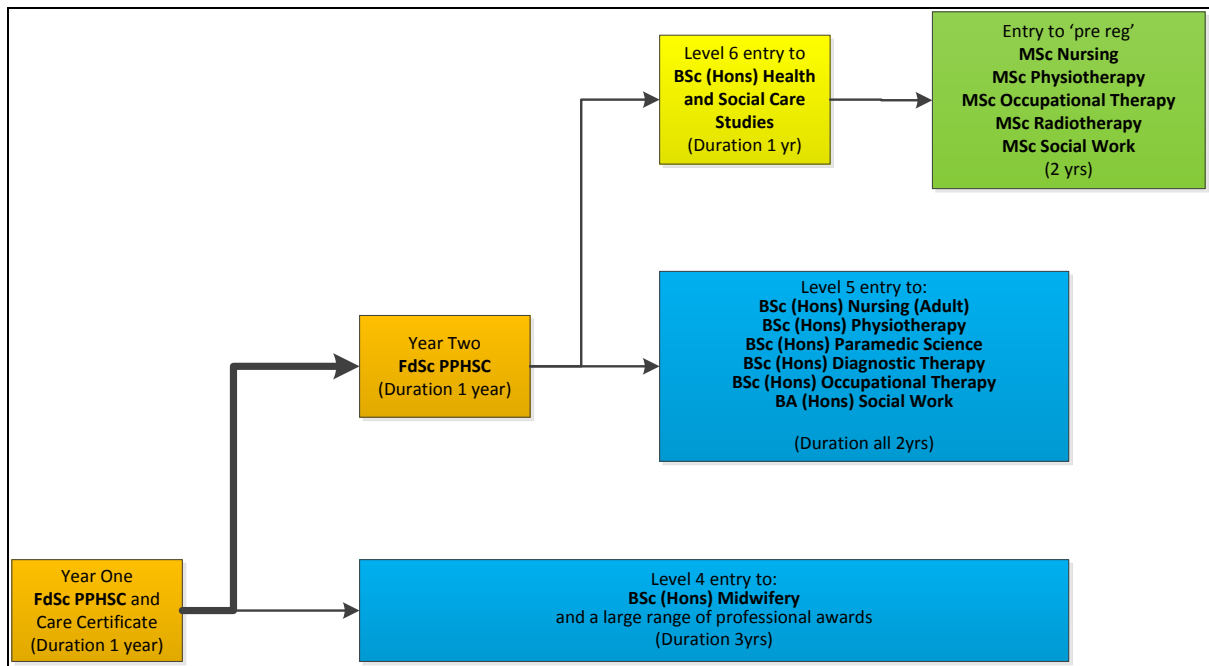 Level 6 entry to
BSc (Hons) Health
and Social Care
Studies
(Duration 1 yr)
Entry to ‘pre reg’
MSc Nursing
MSc Physiotherapy
MSc Occupational Therapy
MSc Radiotherapy
MSc Social Work
(2 yrs)
Year Two
FdSc PPHSC
(Duration 1 year)
Level 5 entry to:
BSc (Hons) Nursing (Adult)
BSc (Hons) Physiotherapy
BSc (Hons) Paramedic Science
BSc (Hons) Diagnostic Therapy
BSc (Hons) Occupational Therapy
BA (Hons) Social Work
(Duration all 2yrs)
Year One
FdSc PPHSC and
Care Certificate
(Duration 1 year)
Level 4 entry to:
BSc (Hons) Midwifery
and a large range of professional awards
(Duration 3yrs)